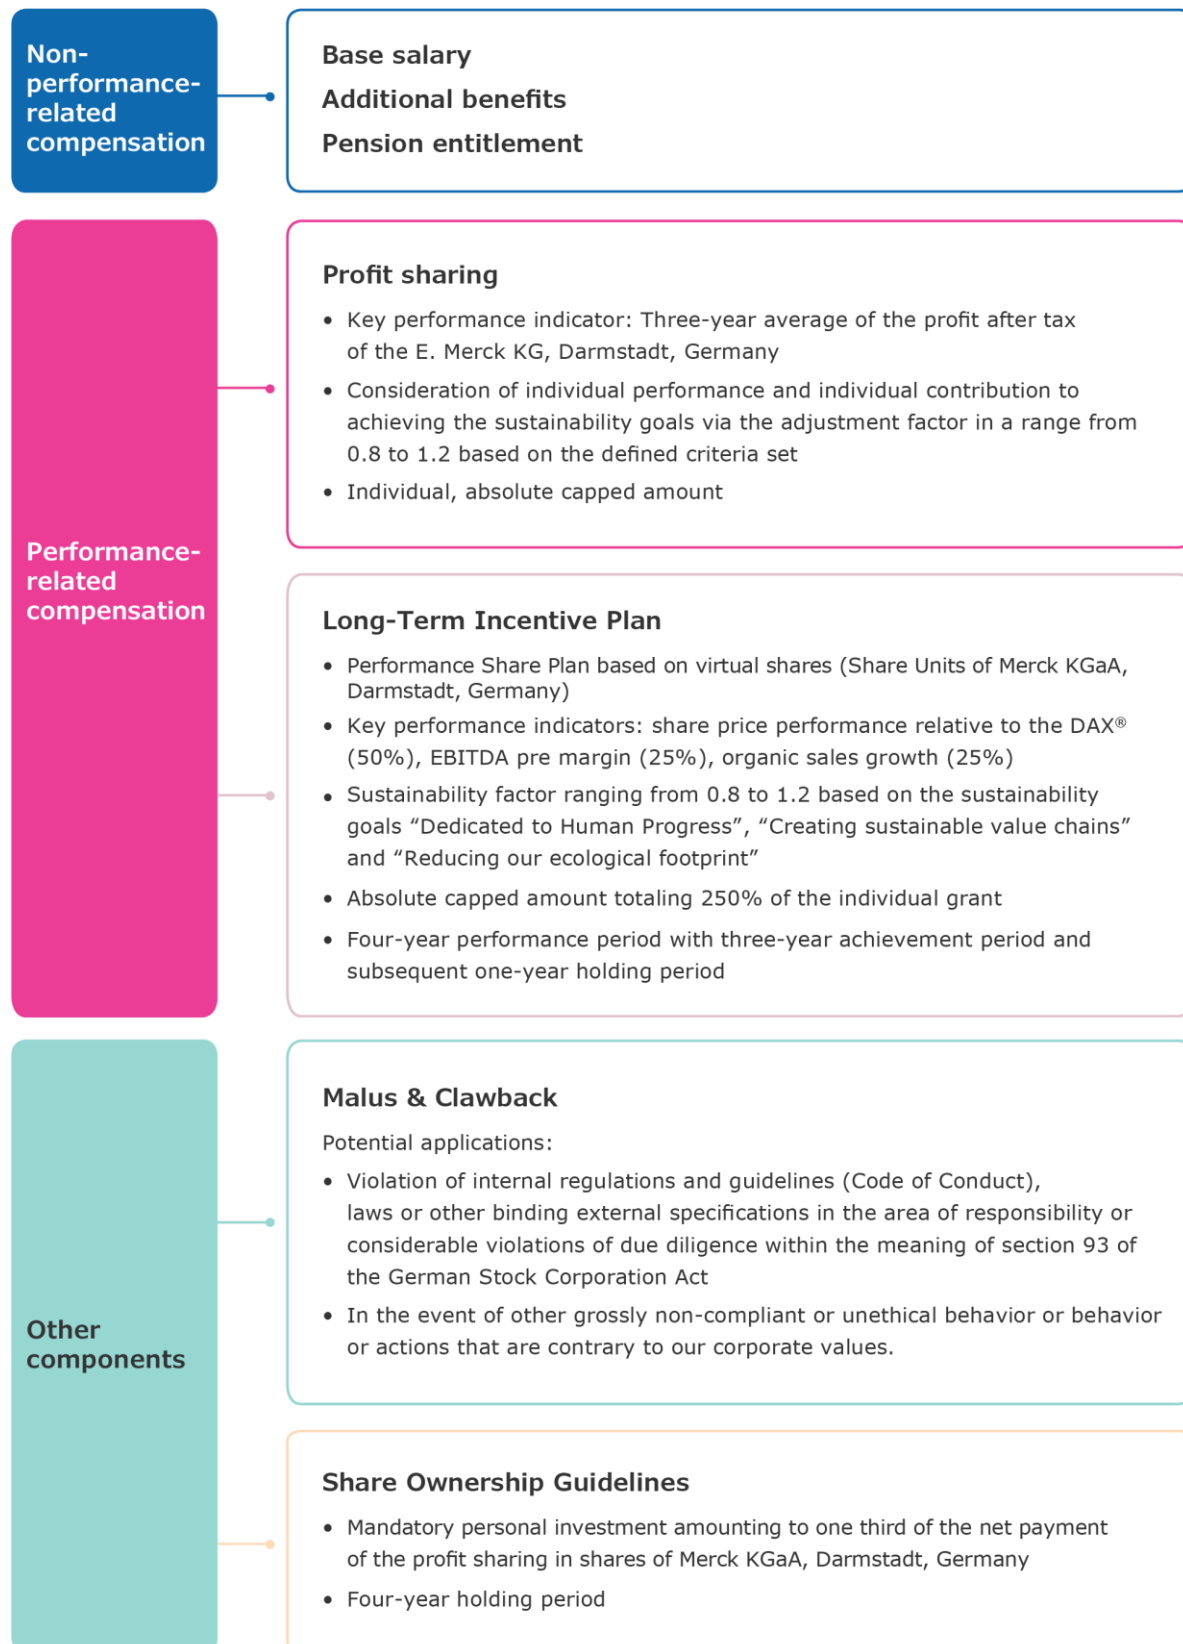 Non-
performance-
related
compensation
Base salary
Additional benefits
Pension entitlement
Performance-
related
compensation
Profit sharing
• Key performance indicator: Three-year average of the profit after tax
of the E. Merck KG, Darmstadt, Germany
• Consideration of individual performance and individual contribution to
achieving the sustainability goals via the adjustment factor in a range from
0.8 to 1.2 based on the defined criteria set
• Individual, absolute capped amount
Long-Term Incentive Plan
• Performance Share Plan based on virtual shares (Share Units of Merck KGaA,
Darmstadt, Germany)
• Key performance indicators: share price performance relative to the DAX®
(50%), EBITDA pre margin (25%), organic sales growth (25%)
• Sustainability factor ranging from 0.8 to 1.2 based on the sustainability
goals “Dedicated to Human Progress”, “Creating sustainable value chains”
and “Reducing our ecological footprint”
• Absolute capped amount totaling 250% of the individual grant
• Four-year performance period with three-year achievement period and
subsequent one-year holding period
Other
components
Malus & Clawback
Potential applications:
• Violation of internal regulations and guidelines (Code of Conduct),
laws or other binding external specifications in the area of responsibility or
considerable violations of due diligence within the meaning of section 93 of
the German Stock Corporation Act
• In the event of other grossly non-compliant or unethical behavior or behavior
or actions that are contrary to our corporate values.
Share Ownership Guidelines
• Mandatory personal investment amounting to one third of the net payment
of the profit sharing in shares of Merck KGaA, Darmstadt, Germany
• Four-year holding period